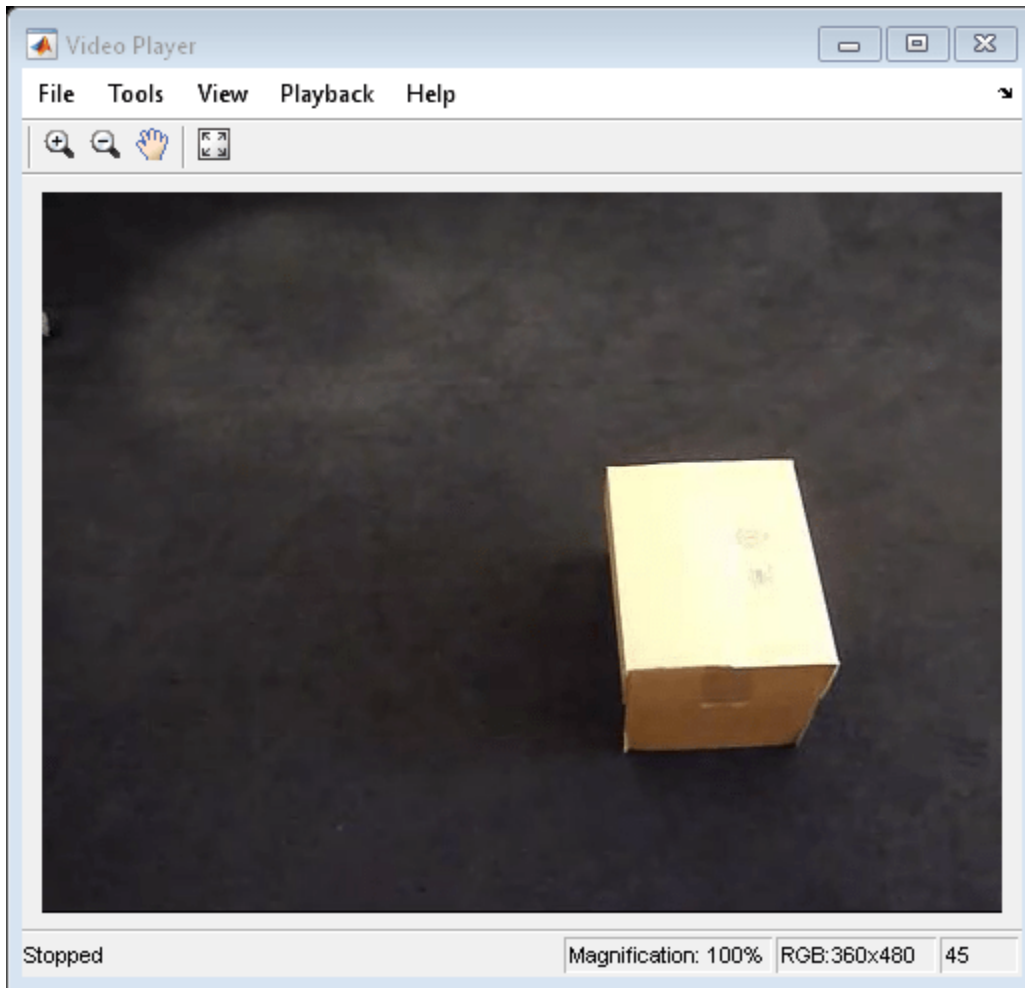 Video Player
File Tools View Playback Help
Stopped Magnification: 100% RGB:360x480 45